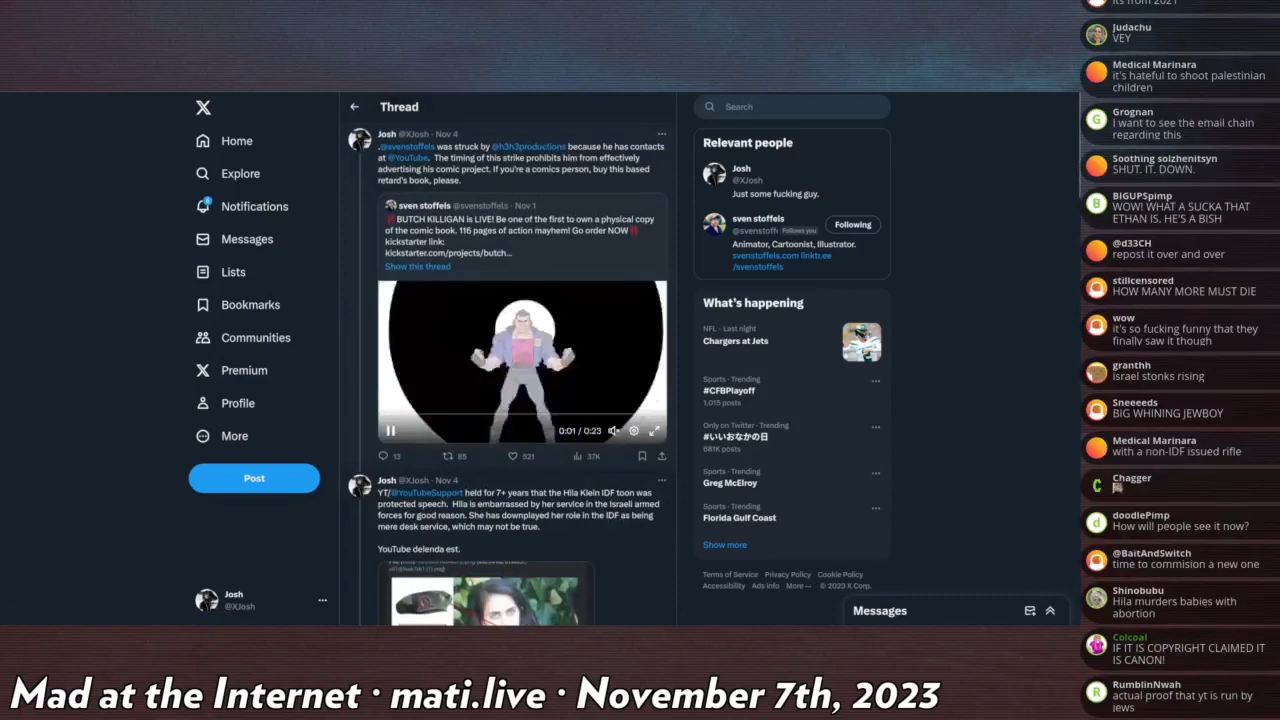 Home
Explore
Notifications
Messages
Lists
Bookmarks
Communities
Premium
Profile
More
Post
Josh
@XJosh
Thread
Josh @XJosh · Nov 4
.@svenstoffels was struck by @h3h3productions because he has contacts
at @YouTube. The timing of this strike prohibits him from effectively
advertising his comic project. If you're a comics person, buy this based
retard's book, please.
sven stoffels @svenstoffels · Nov 1
‼️BUTCH KILLIGAN is LIVE! Be one of the first to own a physical copy
of the comic book. 116 pages of action mayhem! Go order NOW‼️
kickstarter link:
kickstarter.com/projects/butch...
Show this thread
0:01 / 0:23
13 85 521 37K
Josh @XJosh · Nov 4
YT/@YouTubeSupport held for 7+ years that the Hila Klein IDF toon was
protected speech. Hila is embarrassed by her service in the Israeli armed
forces for good reason. She has downplayed her role in the IDF as being
mere desk service, which may not be true.
YouTube delenda est.
Search
Relevant people
Josh
@XJosh
Just some fucking guy.
sven stoffels
@svenstoffe Follows you
Following
Animator, Cartoonist, Illustrator.
svenstoffels.com linktr.ee
/svenstoffels
What's happening
NFL · Last night
Chargers at Jets
Sports · Trending
#CFBPlayoff
1,015 posts
Only on Twitter · Trending
#いいおなかの日
681K posts
Sports · Trending
Greg McElroy
Sports · Trending
Florida Gulf Coast
Show more
Terms of Service Privacy Policy Cookie Policy
Accessibility Ads info More ··· © 2023 X Corp.
Messages
its from 2021
Judachu
VEY
Medical Marinara
it's hateful to shoot palestinian
children
Grognan
i want to see the email chain
regarding this
Soothing solzhenitsyn
SHUT. IT. DOWN.
BIGUPSpimp
WOW! WHAT A SUCKA THAT
ETHAN IS. HE'S A BISH
@d33CH
repost it over and over
stillcensored
HOW MANY MORE MUST DIE
wow
it's so fucking funny that they
finally saw it though
granthh
israel stonks rising
Sneeeeds
BIG WHINING JEWBOY
Medical Marinara
with a non-IDF issued rifle
Chagger
doodlePimp
How will people see it now?
@BaitAndSwitch
time to commision a new one
Shinobubu
Hila murders babies with
abortion
Colcoal
IF IT IS COPYRIGHT CLAIMED IT
IS CANON!
RumblinNwah
actual proof that yt is run by
jews
Mad at the Internet · mati.live · November 7th, 2023